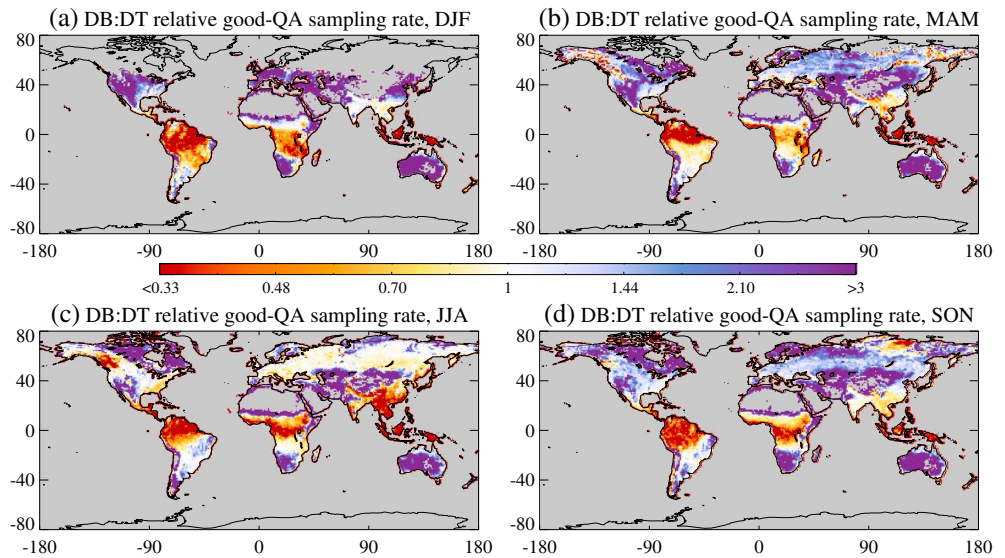 (a) DB:DT relative good-QA sampling rate, DJF
(b) DB:DT relative good-QA sampling rate, MAM
80
40
0
-40
-80
-180 -90 0 90 180
80
40
0
-40
-80
-180 -90 0 90 180
<0.33 0.48 0.70 1 1.44 2.10 >3
(c) DB:DT relative good-QA sampling rate, JJA
(d) DB:DT relative good-QA sampling rate, SON
80
40
0
-40
-80
-180 -90 0 90 180
80
40
0
-40
-80
-180 -90 0 90 180